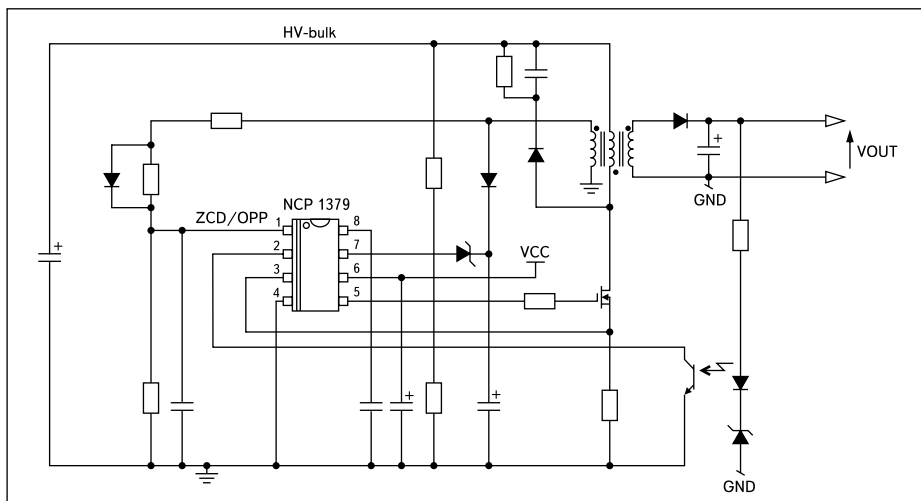 HV-bulk
+
VOUT
GND
NCP 1379
ZCD/OPP
1 8
2 7
3 6
4 5
VCC
+
+
+
+
GND